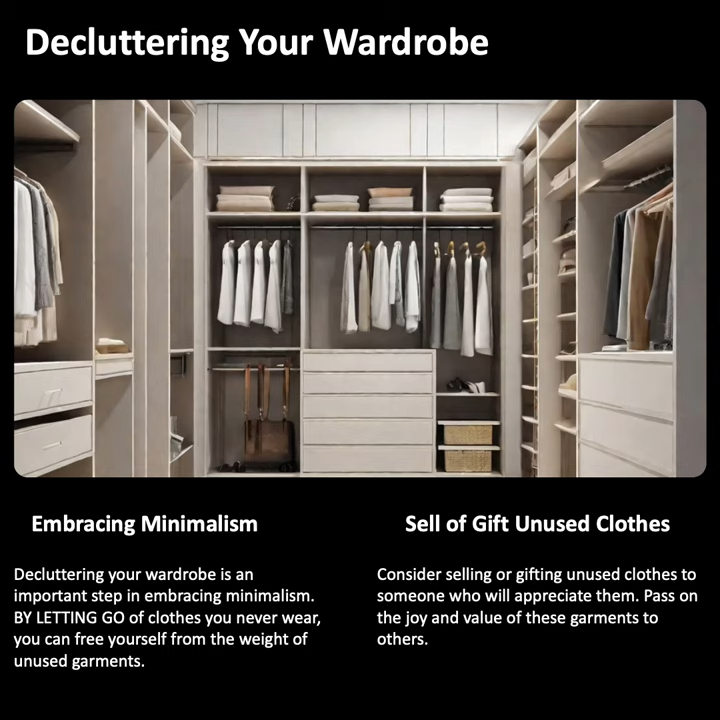 Decluttering Your Wardrobe
Embracing Minimalism
Decluttering your wardrobe is an
important step in embracing minimalism.
BY LETTING GO of clothes you never wear,
you can free yourself from the weight of
unused garments.
Sell of Gift Unused Clothes
Consider selling or gifting unused clothes to
someone who will appreciate them. Pass on
the joy and value of these garments to
others.